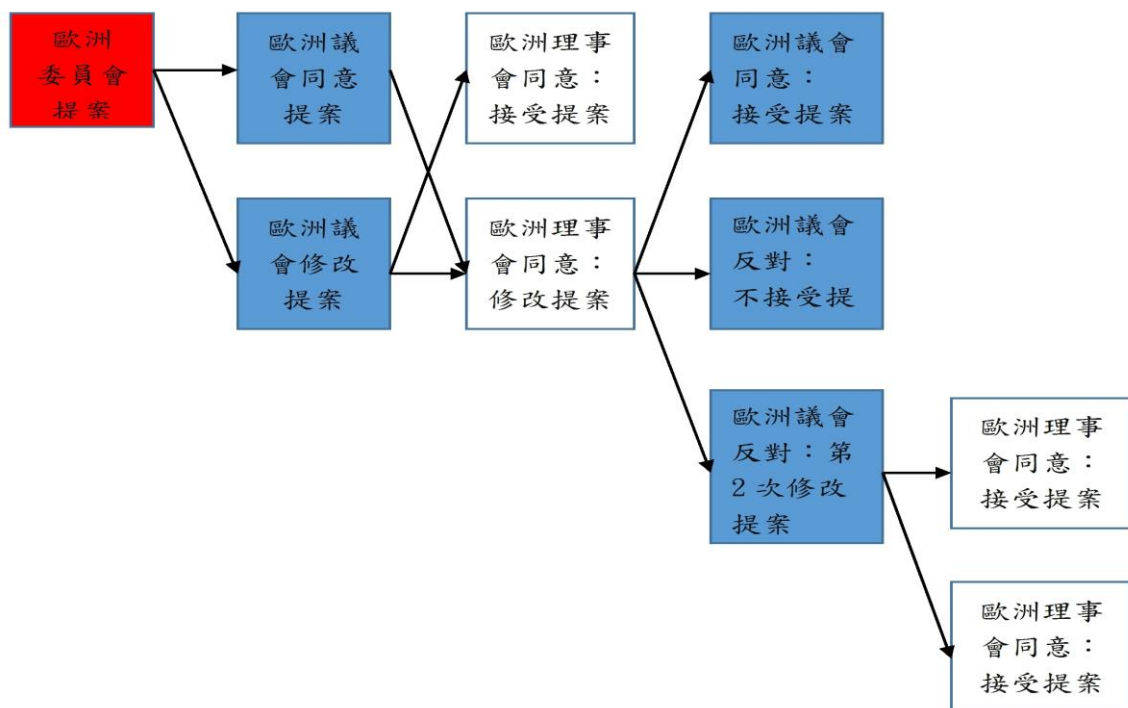 歐洲
委員會
提案
歐洲議
會同意
提案
歐洲理事
會同意：
接受提案
歐洲議會
同意：
接受提案
歐洲議
會修改
提案
歐洲理事
會同意：
修改提案
歐洲議會
反對：
不接受提
歐洲議會
反對：第
2 次修改
提案
歐洲理事
會同意：
接受提案
歐洲理事
會同意：
接受提案